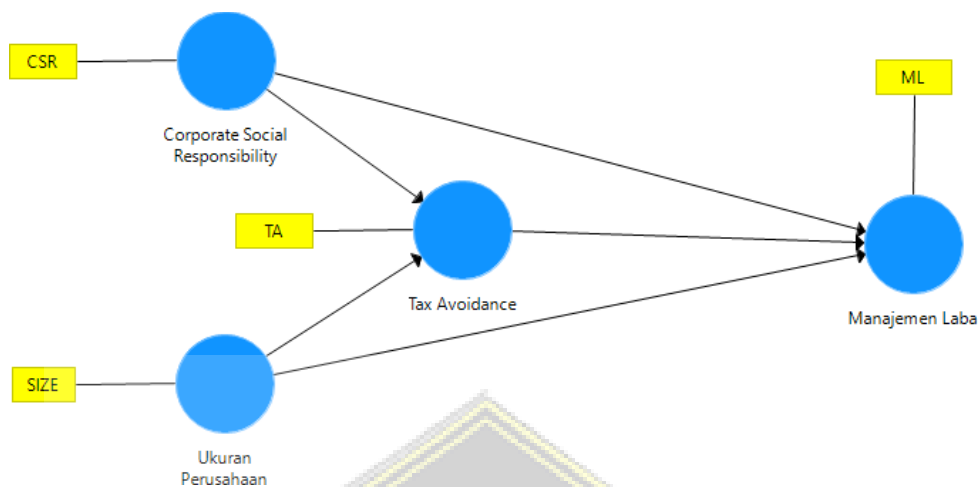 CSR
Corporate Social
Responsibility
ML
TA
Tax Avoidance
Manajemen Laba
SIZE
Ukuran
Perusahaan